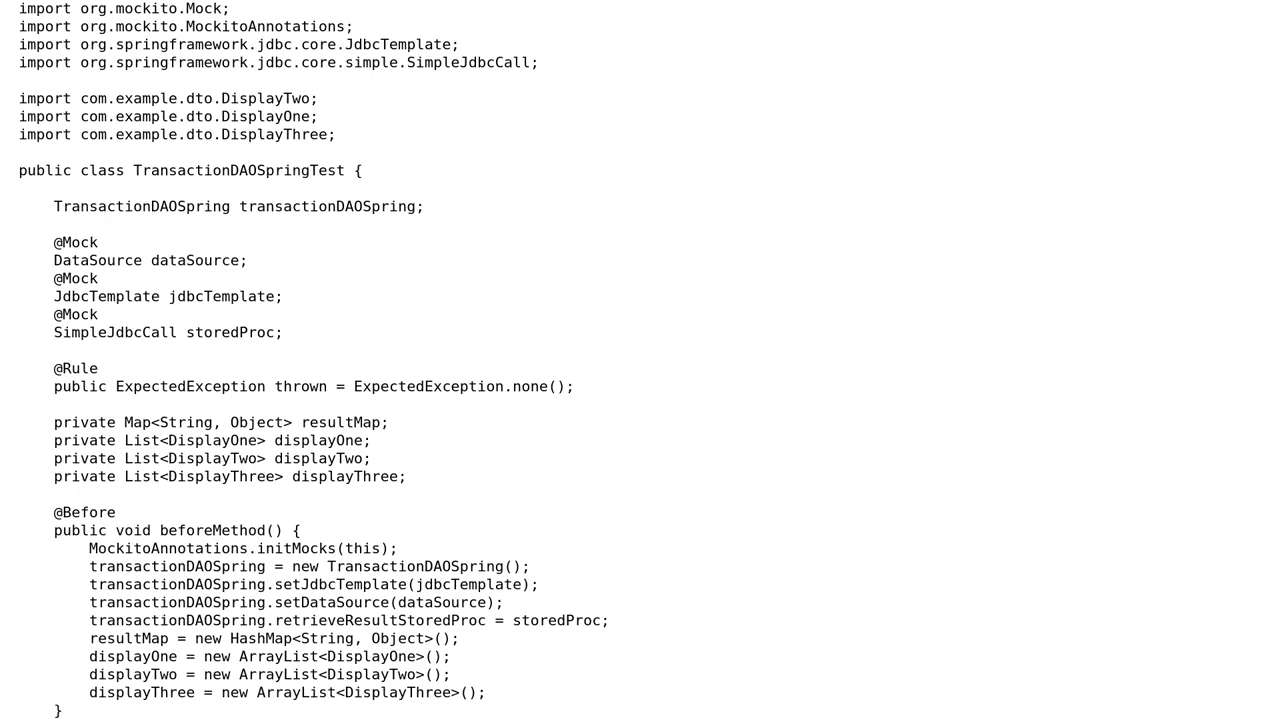 import org.mockito.Mock;
import org.mockito.MockitoAnnotations;
import org.springframework.jdbc.core.JdbcTemplate;
import org.springframework.jdbc.core.simple.SimpleJdbcCall;

import com.example.dto.DisplayTwo;
import com.example.dto.DisplayOne;
import com.example.dto.DisplayThree;

public class TransactionDAOSpringTest {

    TransactionDAOSpring transactionDAOSpring;

    @Mock
    DataSource dataSource;
    @Mock
    JdbcTemplate jdbcTemplate;
    @Mock
    SimpleJdbcCall storedProc;

    @Rule
    public ExpectedException thrown = ExpectedException.none();

    private Map<String, Object> resultMap;
    private List<DisplayOne> displayOne;
    private List<DisplayTwo> displayTwo;
    private List<DisplayThree> displayThree;

    @Before
    public void beforeMethod() {
        MockitoAnnotations.initMocks(this);
        transactionDAOSpring = new TransactionDAOSpring();
        transactionDAOSpring.setJdbcTemplate(jdbcTemplate);
        transactionDAOSpring.setDataSource(dataSource);
        transactionDAOSpring.retrieveResultStoredProc = storedProc;
        resultMap = new HashMap<String, Object>();
        displayOne = new ArrayList<DisplayOne>();
        displayTwo = new ArrayList<DisplayTwo>();
        displayThree = new ArrayList<DisplayThree>();
    }